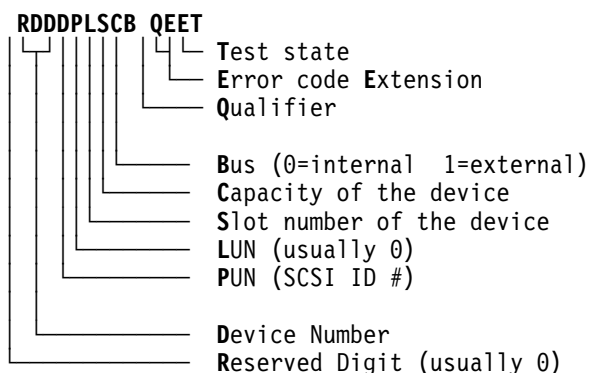 RDDDPLSCB QEET
Test state
Error code Extension
Qualifier
Bus (0=internal 1=external)
Capacity of the device
Slot number of the device
LUN (usually 0)
PUN (SCSI ID #)
Device Number
Reserved Digit (usually 0)